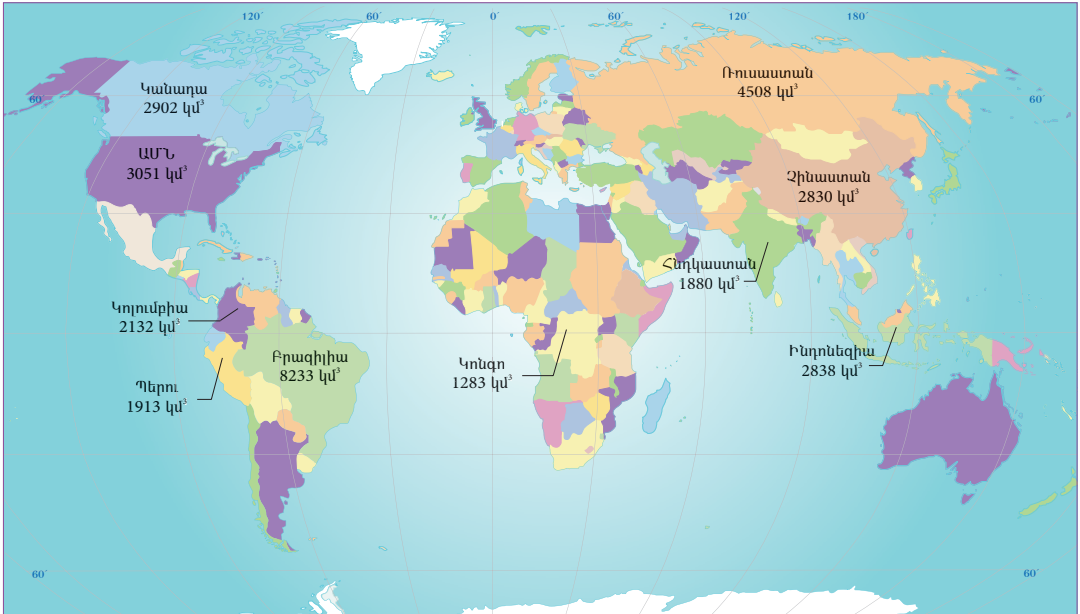 120°
60°
0°
60°
120°
180°
Կանադա
2902 կմ³
Ռուսաստան
4508 կմ³
60°
60°
ԱՄՆ
3051 կմ³
Չինաստան
2830 կմ³
Հնդկաստան
1880 կմ³
Կոլումբիա
2132 կմ³
Բրազիլիա
8233 կմ³
Կոնգո
1283 կմ³
Ինդոնեզիա
2838 կմ³
Պերու
1913 կմ³
60°
60°